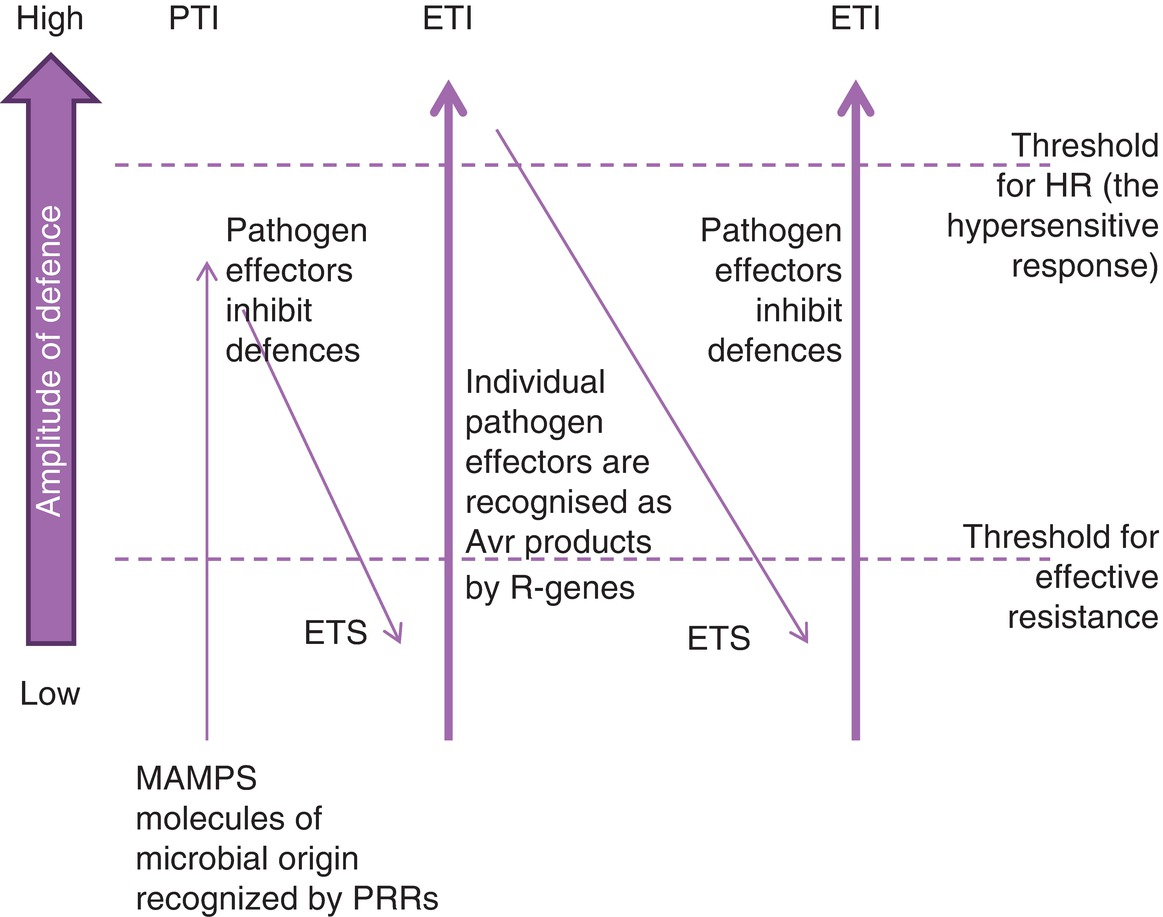 High
PTI
ETI
ETI
Amplitude of defence
Low
Pathogen
effectors
inhibit
defences
ETS
MAMPS
molecules of
microbial origin
recognized by PRRs
Individual
pathogen
effectors are
recognised as
Avr products
by R-genes
Pathogen
effectors
inhibit
defences
ETS
Threshold
for HR (the
hypersensitive
response)
Threshold for
effective
resistance